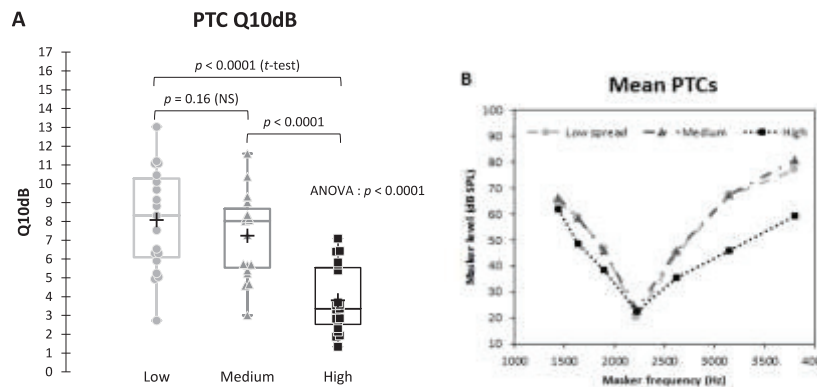 A
PTC Q10dB
17
16
15
14
13
12
11
10
9
8
7
6
5
4
3
2
1
0
Q10dB
p < 0.0001 (t-test)
p = 0.16 (NS)
p < 0.0001
ANOVA : p < 0.0001
Low
Medium
High
B
Mean PTCs
Low spread
Medium
High
100
90
80
70
60
50
40
30
20
10
Masker level (dB SPL)
1000
1500
2000
2500
3000
3500
400
Masker frequency (Hz)